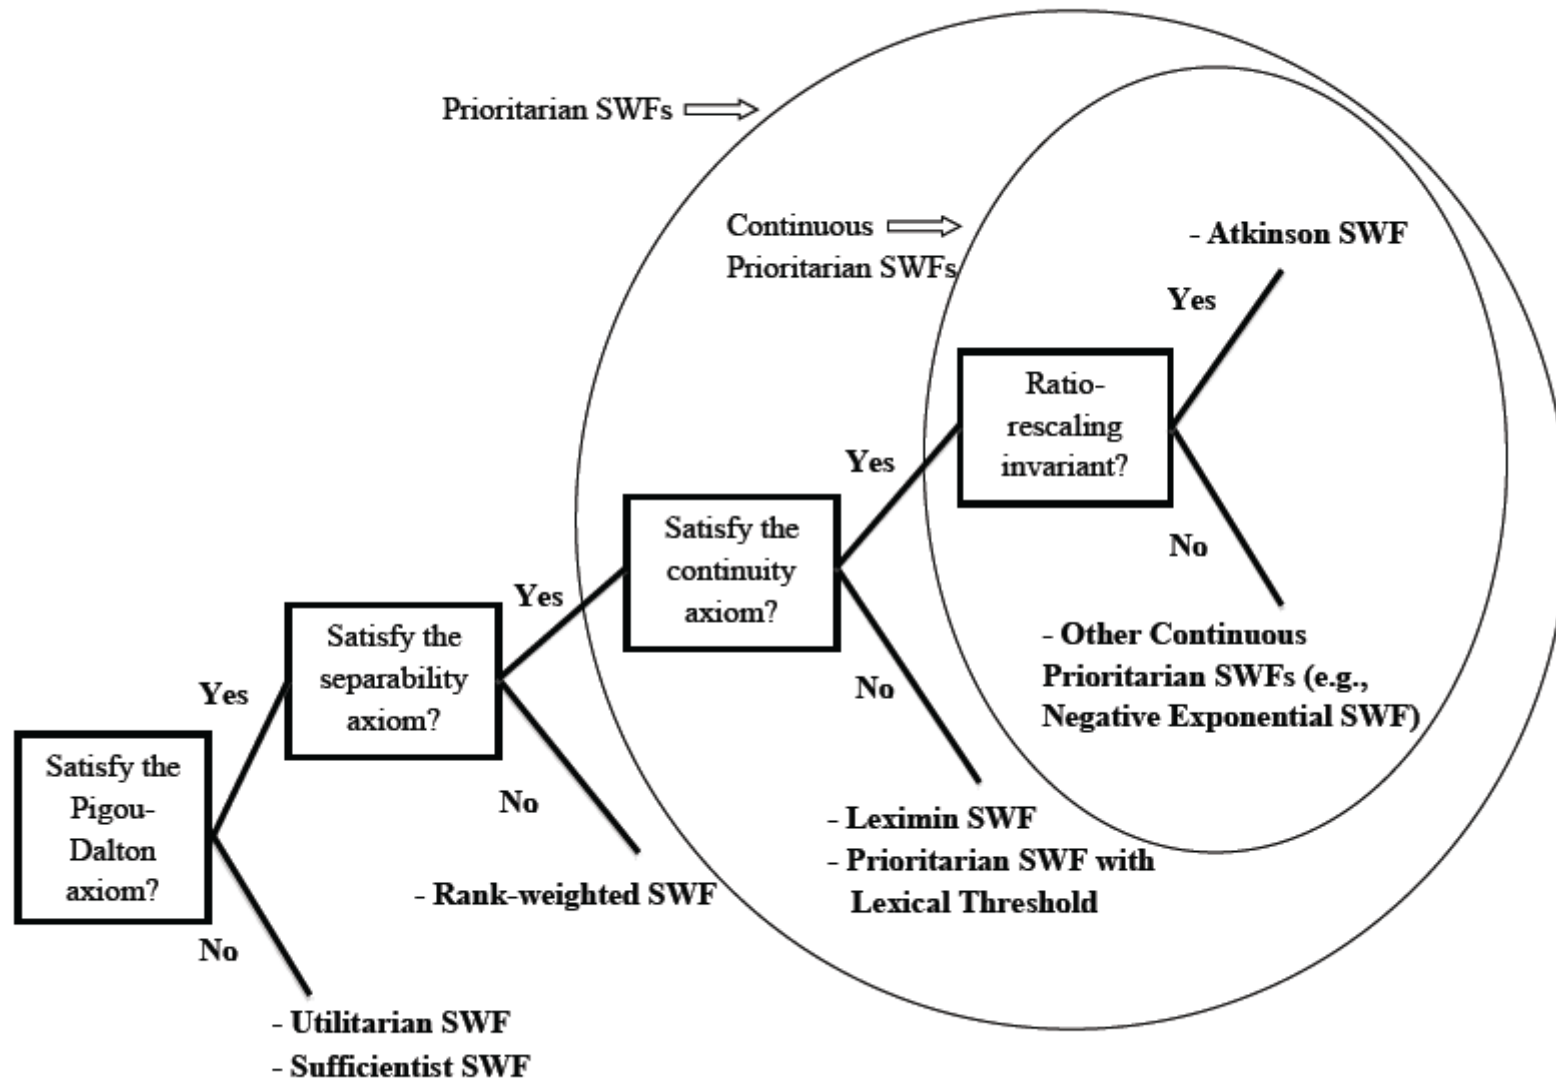 Prioritarian SWFs
Continuous
Prioritarian SWFs
- Atkinson SWF
Yes
Ratio-
rescaling
invariant?
No
- Other Continuous
Prioritarian SWFs (e.g.,
Negative Exponential SWF)
Yes
Satisfy the
continuity
axiom?
No
- Leximin SWF
- Prioritarian SWF with
Lexical Threshold
Yes
Satisfy the
separability
axiom?
No
- Rank-weighted SWF
Yes
Satisfy the
Pigou-
Dalton
axiom?
No
- Utilitarian SWF
- Sufficientist SWF